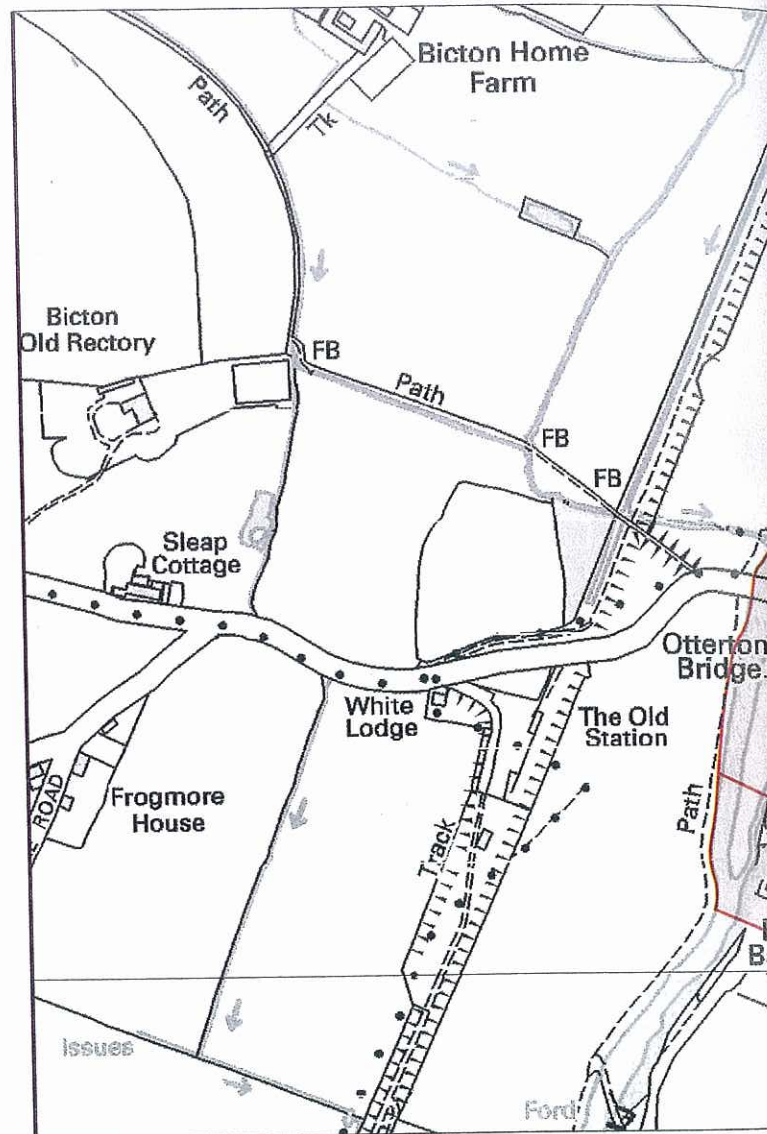 Bicton Home
Farm
Path
Tk
Bicton
Old Rectory
FB
Path
FB
FB
Sleap
Cottage
Otterton
Bridge
White
Lodge
The Old
Station
Frogmore
House
ROAD
Track
Path
B
Issues
Ford